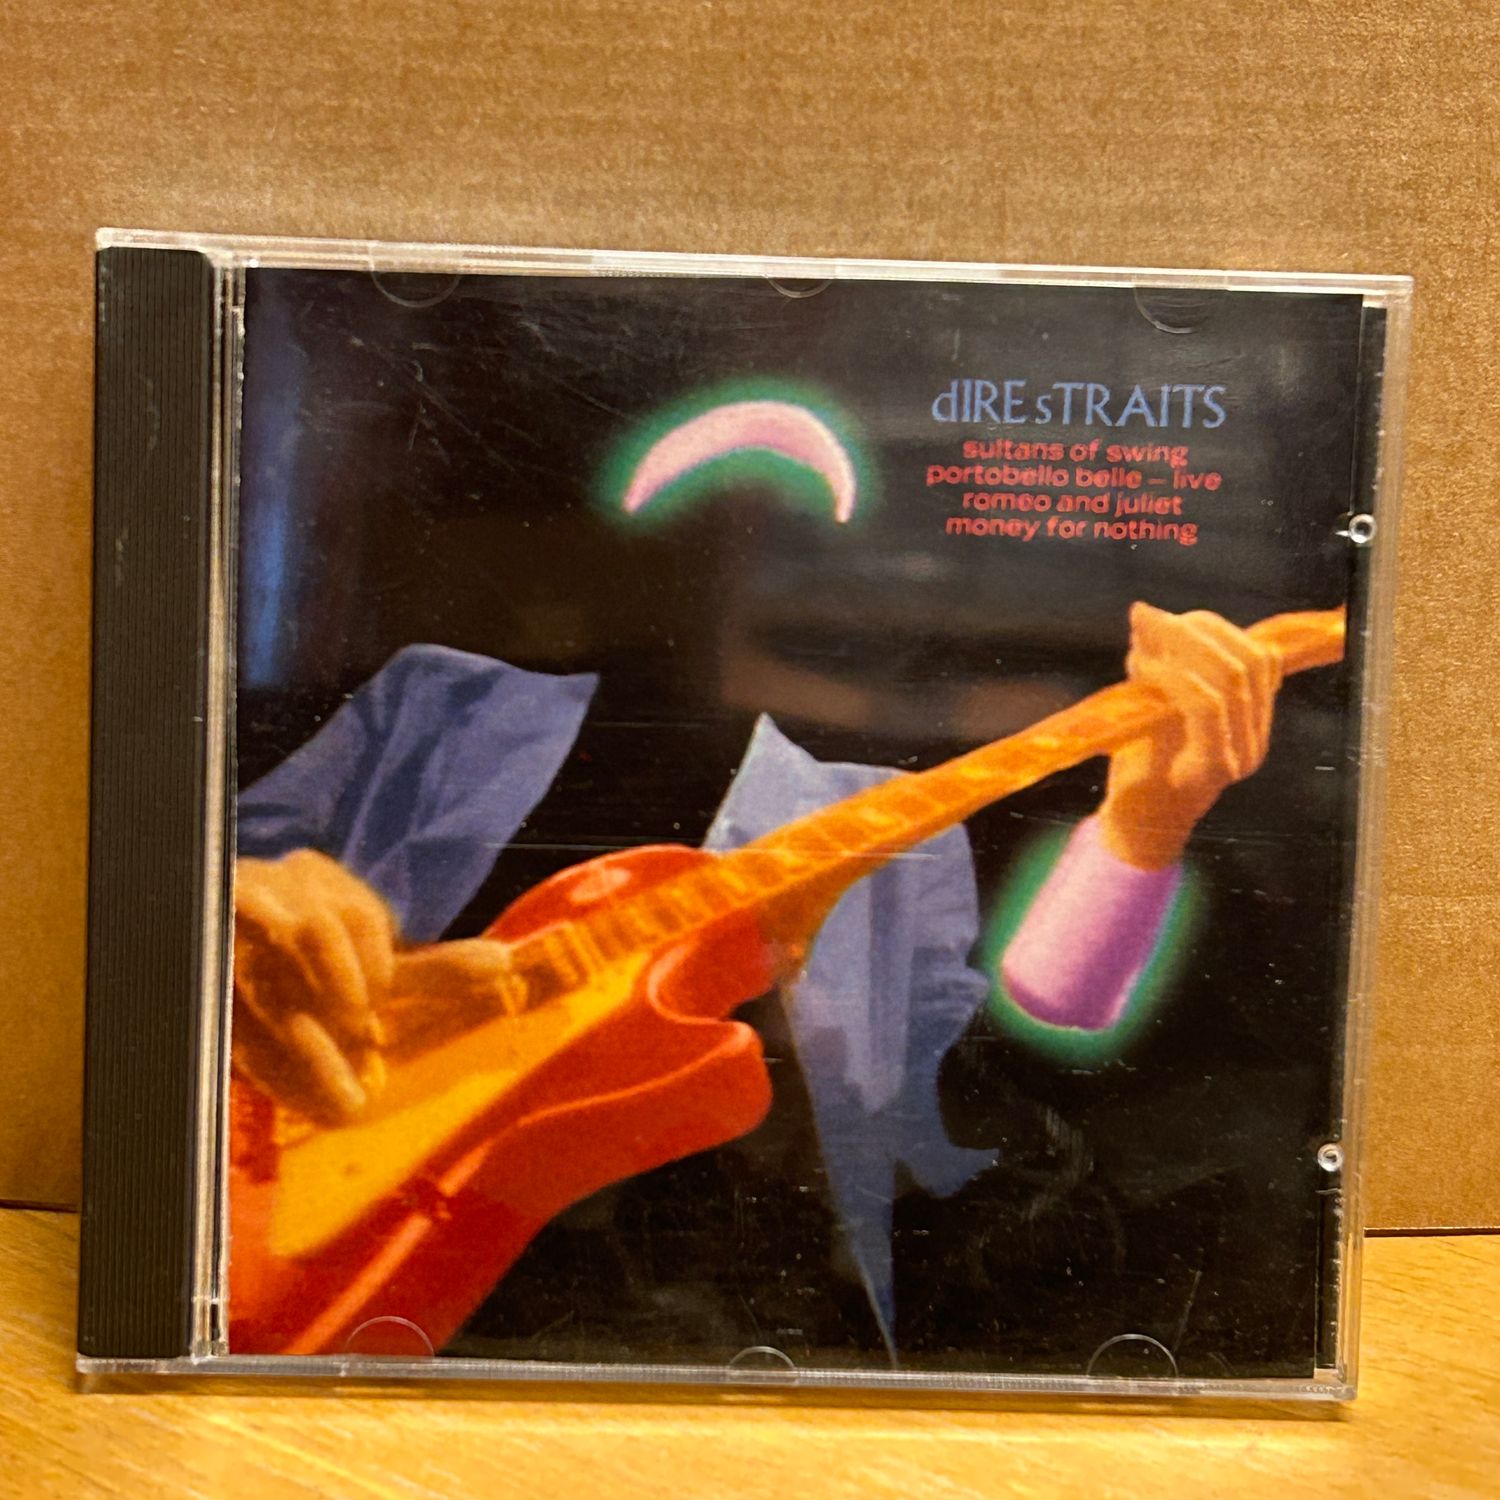 dIRE sTRAITS
sultans of swing
portobello belle – live
romeo and juliet
money for nothing